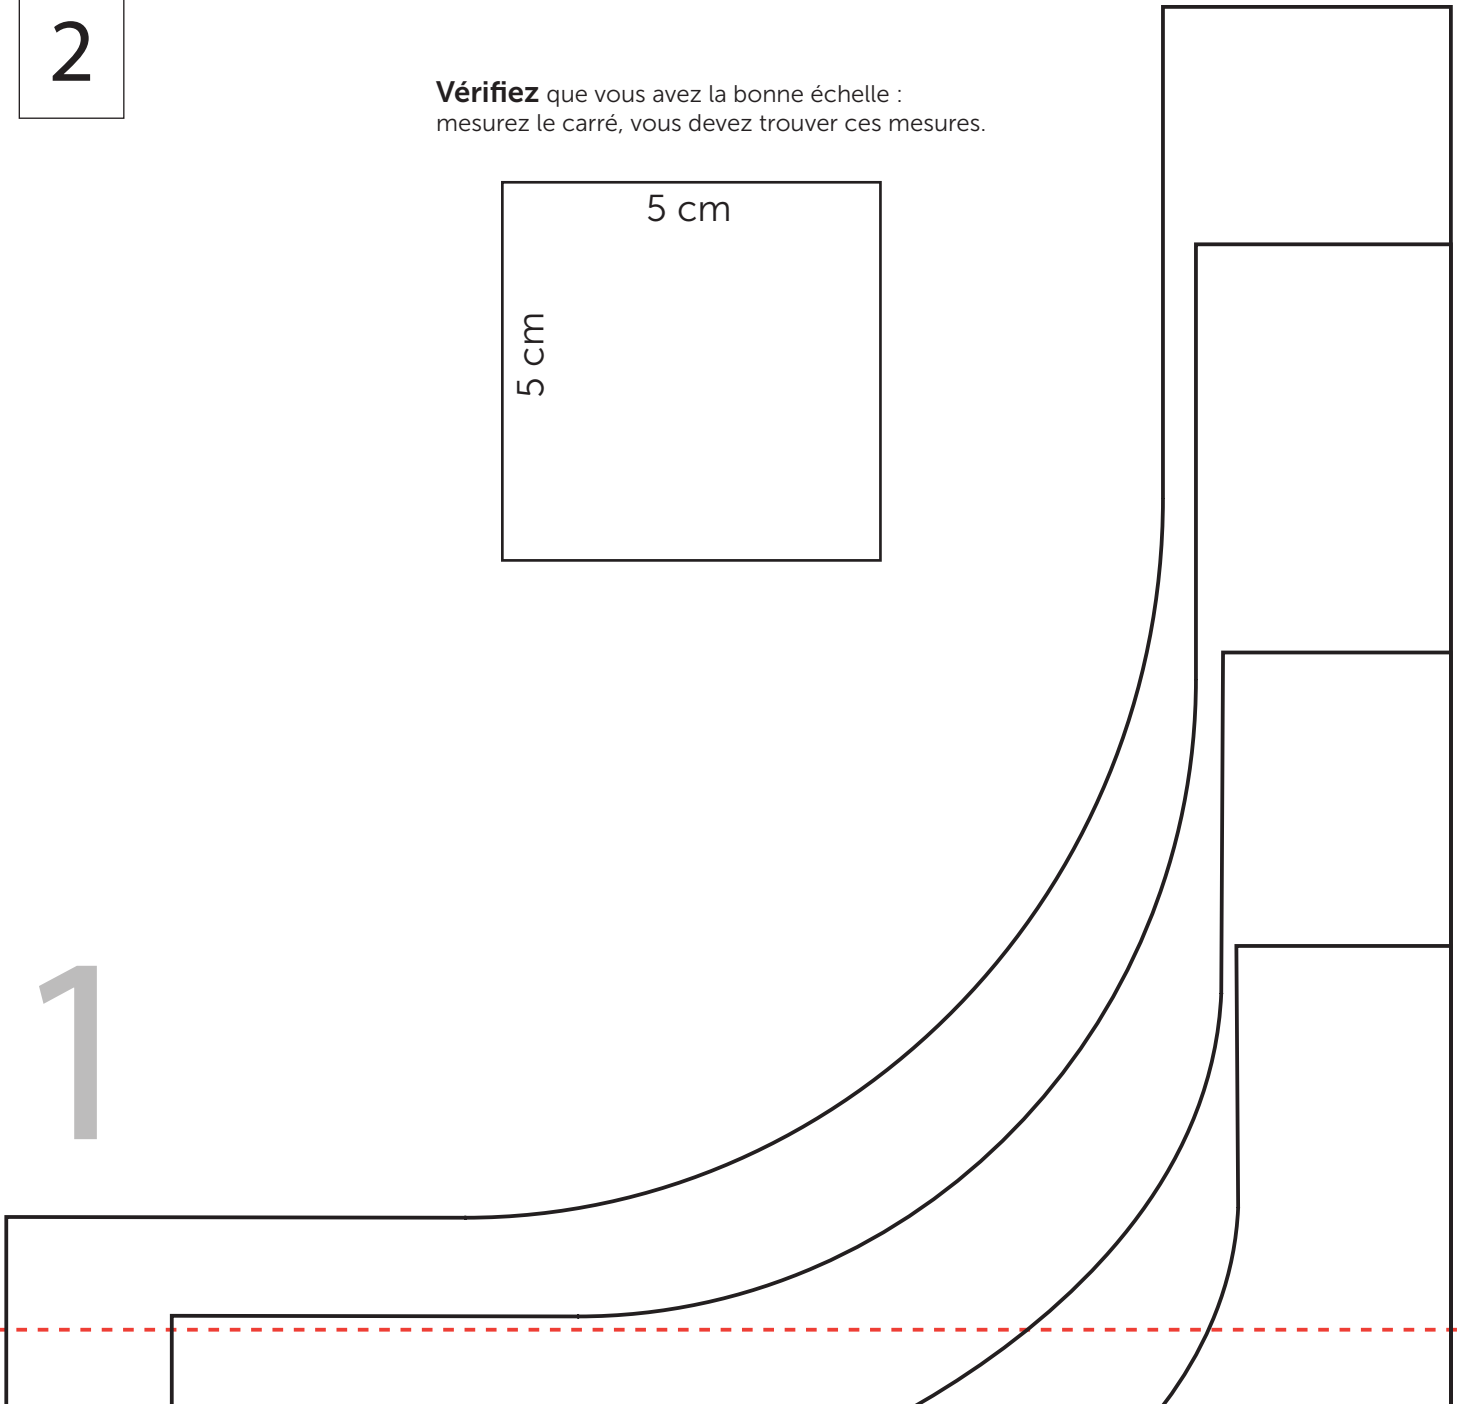 2
Vérifiez que vous avez la bonne échelle :
mesurez le carré, vous devez trouver ces mesures.
5 cm
5 cm
1